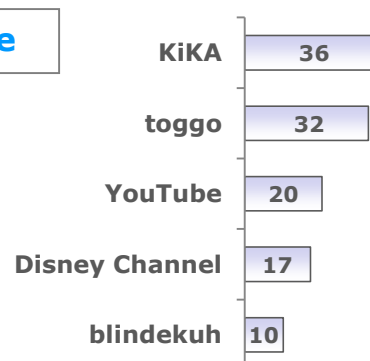 e
KiKA 36
toggo 32
YouTube 20
Disney Channel 17
blindekuh 10